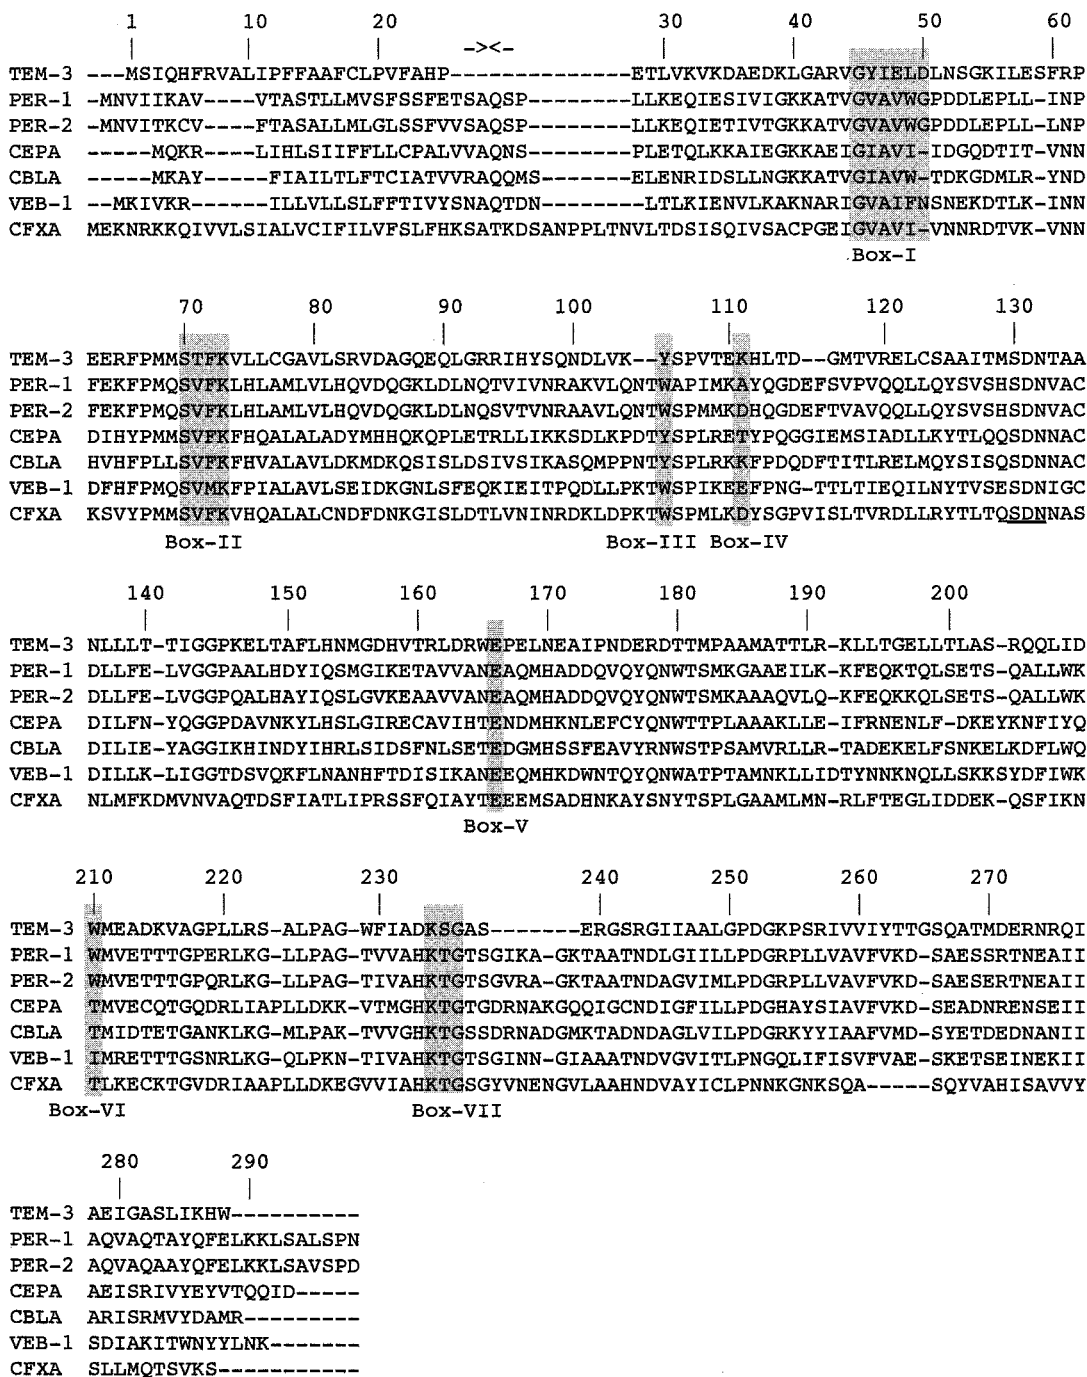 1 10 20 -><- 30 40 50 60
TEM-3 ---MSIQHFRVALIPFFAAFCLPVFAHP------------ETLVKVKDAEDKLGARVGYIELDLNSGKILESFRP
PER-1 -MNVIIKAV----VTASTLLMVSFSSFETSAQSP-------LLKEQIESIVIGKKATVGVAVWGPDDLEPLL-INP
PER-2 -MNVITKCV----FTASALLMLGLSSFVVSAQSP-------LLKEQIETIVTGKKATVGVAVWGPDDLEPLL-LNP
CEPA -----MQKR----LIHLSIIFFLLCPALVVAQNS-------PLETQLKKAIEGKKAEIGIAVI-IDGQDTIT-VNN
CBLA -----MKAY-----FIAILTLFTCIATVVRAQQMS------ELENRIDSLLNGKKATVGIAVW-TDKGDMLR-YND
VEB-1 --MKIVKR-----ILLVLLSLFFTIVYSNAQTDN-------LTLKIENVLKAKNARIGVAIFNSNEKDTLK-INN
CFXA MEKNRKKQIVVLSIALVCIFILVFSLFHKSATKDSANPPLTNVLTDSISQIVSACPGEIGVAVI-VNNRDTVK-VNN
Box-I
70 80 90 100 110 120 130
TEM-3 EERFPMMSTFKVLLCGAVLSRVDAGQEQLGRRIHYSQNDLVK--YSPVTEKHLTD--GMTVRELCSAAITMSDNTAA
PER-1 FEKFPMQSVFKLHLAMLVLHQVDQGKLDLNQTVIVNRAKVLQNTWAPIMKAYQGDEFSVPVQQLLQYSVSHSDNVAC
PER-2 FEKFPMQSVFKLHLAMLVLHQVDQGKLDLNQSVTVNRAAVLQNTWSPMMKDHQGDEFTVAVQQLLQYSVSHSDNVAC
CEPA DIHYPMMSVFKFHQALALADYMHHQKQPLETRLLIKKSDLKPDTYSPLRETYPQGGIEMSIADLLKYTLQQSDNNAC
CBLA HVHFPLLSVFKFHVALAVLDKMDKQSISLDSIVSIKASQMPPNTYSPLRKKFPDQDFTITLRELMQYSISQSDNNAC
VEB-1 DFHFPMQSVMKFPIALAVLSEIDKGNLSFEQKIEITPQDLLPKTWSPIKEEFPNG-TTLTIEQILNYTVSESDNIGC
CFXA KSVYPMMSVFKVHQALALCNDFDNKGISLDTLVNINRDKLDPKTWSPMLKDYSGPVISLTVRDLLRYTLTQSDNNAS
Box-II Box-III Box-IV
140 150 160 170 180 190 200
TEM-3 NLLLT-TIGGPKELTAFLHNMGDHVTRLDRWEPELNEAIPNDERDTTMPAAMATTLR-KLLTGELLTLAS-RQQLID
PER-1 DLLFE-LVGGPAALHDYIQSMGIKETAVVANEAQMHADDQVQYQNWTSMKGAAEILK-KFEQKTQLSETS-QALLWK
PER-2 DLLFE-LVGGPQALHAYIQSLGVKEAAVVANEAQMHADDQVQYQNWTSMKAAAQVLQ-KFEQKKQLSETS-QALLWK
CEPA DILFN-YQGGPDAVNKYLHSLGIRECAVIHTENDMHKNLEFCYQNWTTPLAAAKLLE-IFRNENLF-DKEYKNFIYQ
CBLA DILIE-YAGGIKHINDYIHRLSIDSFNLSETEDGMHSSFEAVYRNWSTPSAMVRLLR-TADEKELFSNKELKDFLWQ
VEB-1 DILLK-LIGGTDSVQKFLNANHFTDISIKANEEQMHKDWNTQYQNWATPTAMNKLLIDTYNNKNQLLSKKSYDFIWK
CFXA NLMFKDMVNVAQTDSFIATLIPRSSFQIAYTEEEMSADHNKAYSNYTSPLGAAMLMN-RLFTEGLIDDEK-QSFIKN
Box-V
210 220 230 240 250 260 270
TEM-3 WMEADKVAGPLLRS-ALPAG-WFIADKSGAS-------ERGSRGIIAALGPDGKPSRIVVIYTTGSQATMDERNRQI
PER-1 WMVETTTGPERLKG-LLPAG-TVVAHKTGTSGIKA-GKTAATNDLGIILLPDGRPLLVAVFVKD-SAESSRTNEAII
PER-2 WMVETTTGPQRLKG-LLPAG-TIVAHKTGTSGVRA-GKTAATNDAGVIMLPDGRPLLVAVFVKD-SAESERTNEAII
CEPA TMVECQTGQDRLIAPLLDKK-VTMGHKTGTGDRNAKGQQIGCNDIGFILLPDGHAYSIAVFVKD-SEADNRENSEII
CBLA TMIDTETGANKLKG-MLPAK-TVVGHKTGSSDRNADGMKTADNDAGLVILPDGRKYYIAAFVMD-SYETDEDNANII
VEB-1 IMRETTTGSNRLKG-QLPKN-TIVAHKTGTSGINN-GIAAATNDVGVITLPNGQLIFISVFVAE-SKETSEINEKII
CFXA TLKECKTGVDRIAAPLLDKEGVVIAHKTGSGYVNENGVLAAHNDVAYICLPNNKGNKSQA-----SQYVAHISAVVY
Box-VI Box-VII
280 290
TEM-3 AEIGASLIKHW----------
PER-1 AQVAQTAYQFELKKLSALSPN
PER-2 AQVAQAAYQFELKKLSAVSPD
CEPA AEISRIVYEYVTQQID-----
CBLA ARISRMVYDAMR---------
VEB-1 SDIAKITWNYYLNK-------
CFXA SLLMQTSVKS-----------